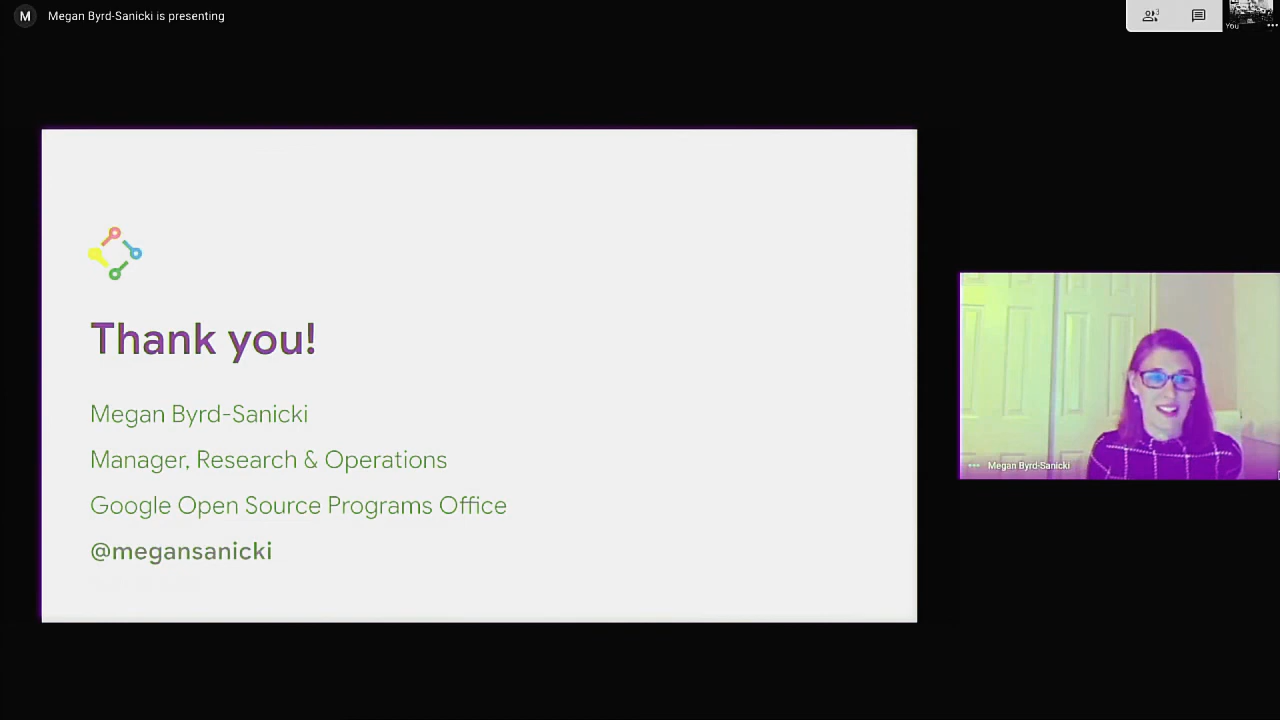 M Megan Byrd-Sanicki is presenting
3
You
Thank you!
Megan Byrd-Sanicki
Manager, Research & Operations
Google Open Source Programs Office
@megansanicki
Megan Byrd-Sanicki